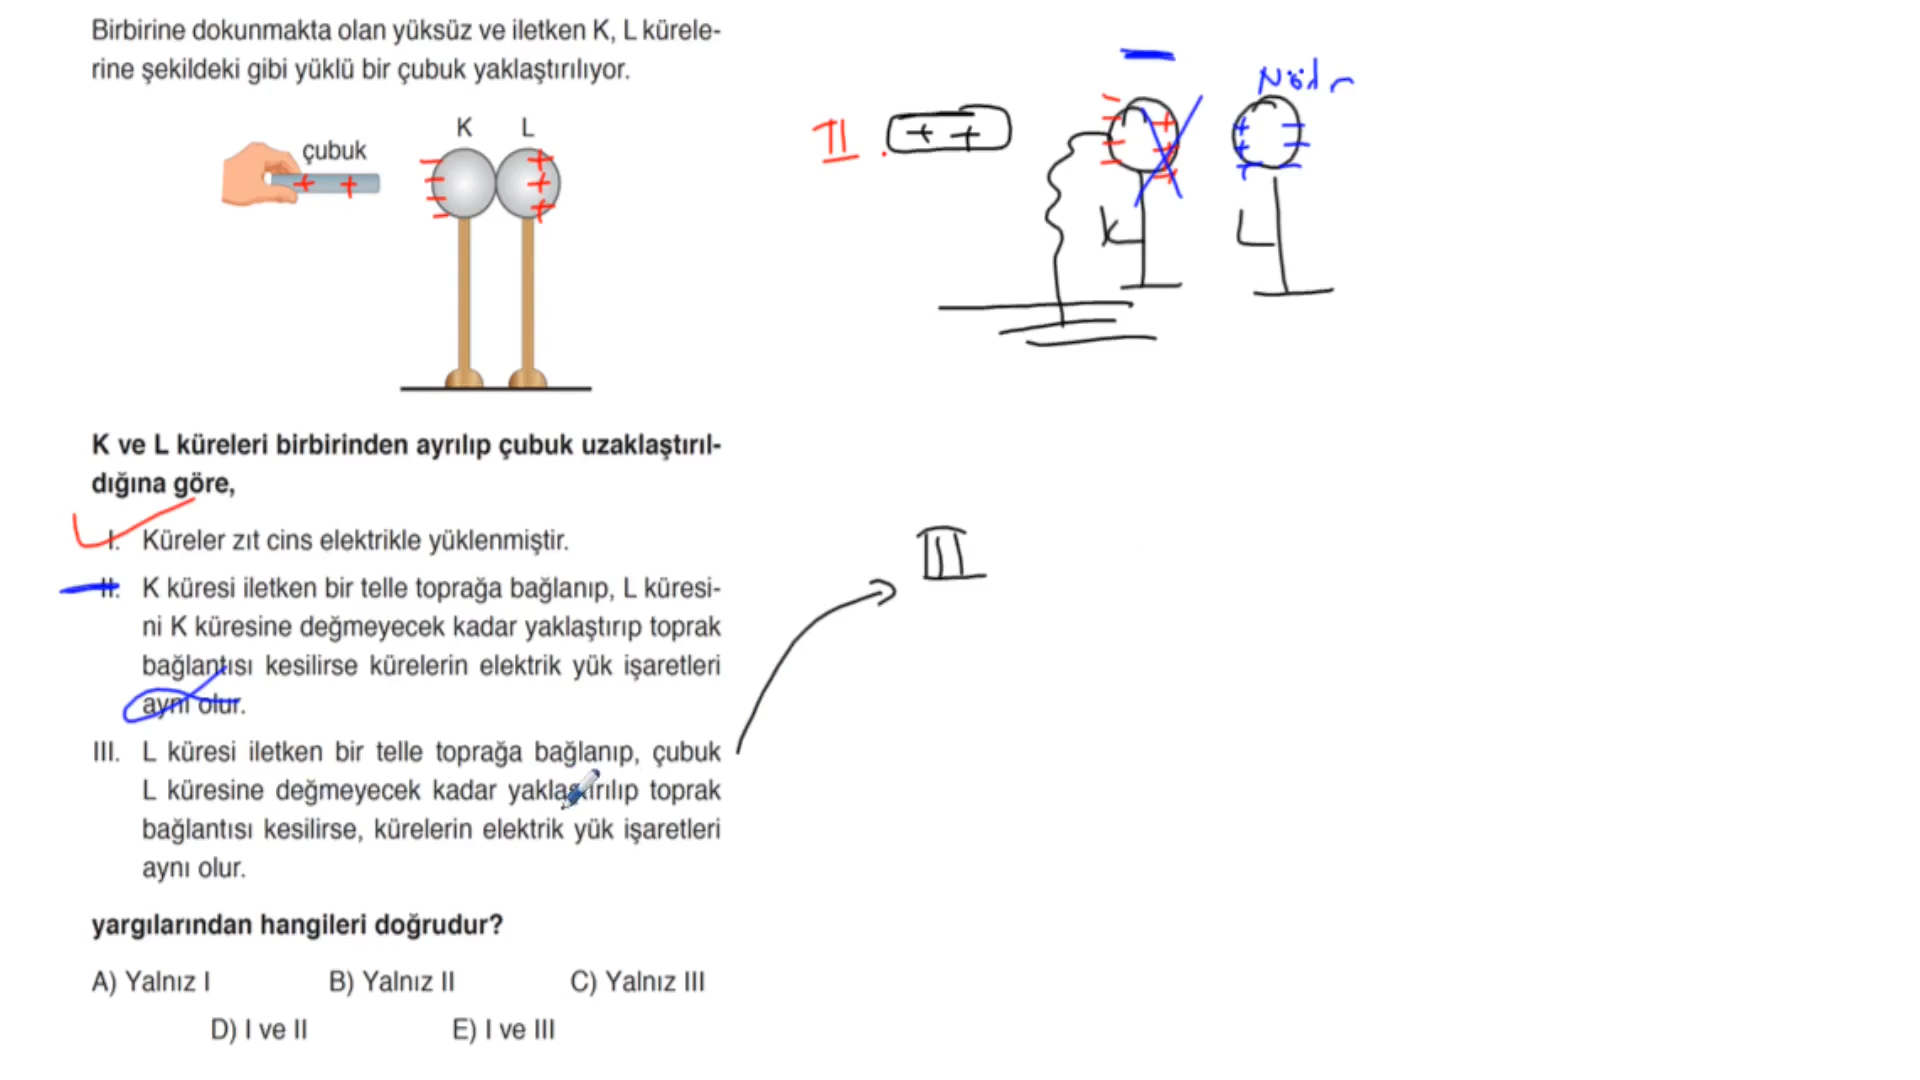 Birbirine dokunmakta olan yüksüz ve iletken K, L kürele-
rine şekildeki gibi yüklü bir çubuk yaklaştırılıyor.
K L
çubuk
K ve L küreleri birbirinden ayrılıp çubuk uzaklaştırıl-
dığına göre,
I. Küreler zıt cins elektrikle yüklenmiştir.
II. K küresi iletken bir telle toprağa bağlanıp, L küresi-
ni K küresine değmeyecek kadar yaklaştırıp toprak
bağlantısı kesilirse kürelerin elektrik yük işaretleri
aynı olur.
III. L küresi iletken bir telle toprağa bağlanıp, çubuk
L küresine değmeyecek kadar yaklaştırılıp toprak
bağlantısı kesilirse, kürelerin elektrik yük işaretleri
aynı olur.
yargılarından hangileri doğrudur?
A) Yalnız I B) Yalnız II C) Yalnız III
D) I ve II E) I ve III
Nötr
II.
+ +
K L
III